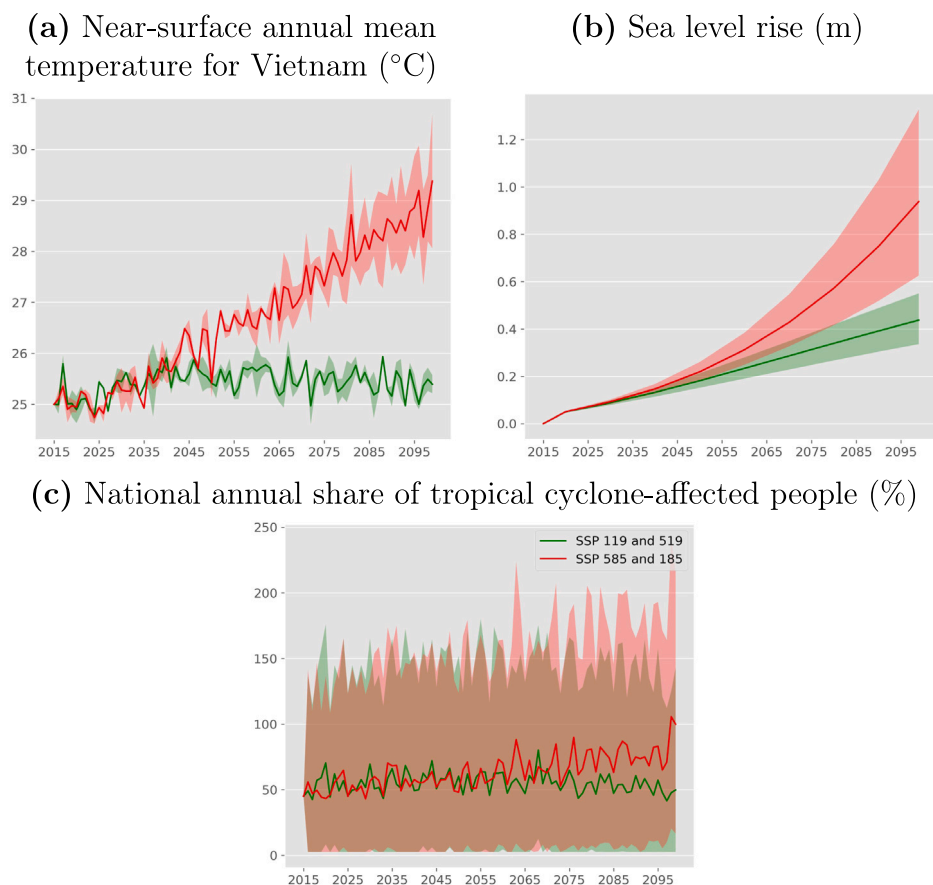 (a) Near-surface annual mean
temperature for Vietnam (°C)
31
30
29
28
27
26
25
2015 2025 2035 2045 2055 2065 2075 2085 2095
(b) Sea level rise (m)
1.2
1.0
0.8
0.6
0.4
0.2
0.0
2015 2025 2035 2045 2055 2065 2075 2085 2095
(c) National annual share of tropical cyclone-affected people (%)
250
200
150
100
50
0
SSP 119 and 519
SSP 585 and 185
2015 2025 2035 2045 2055 2065 2075 2085 2095